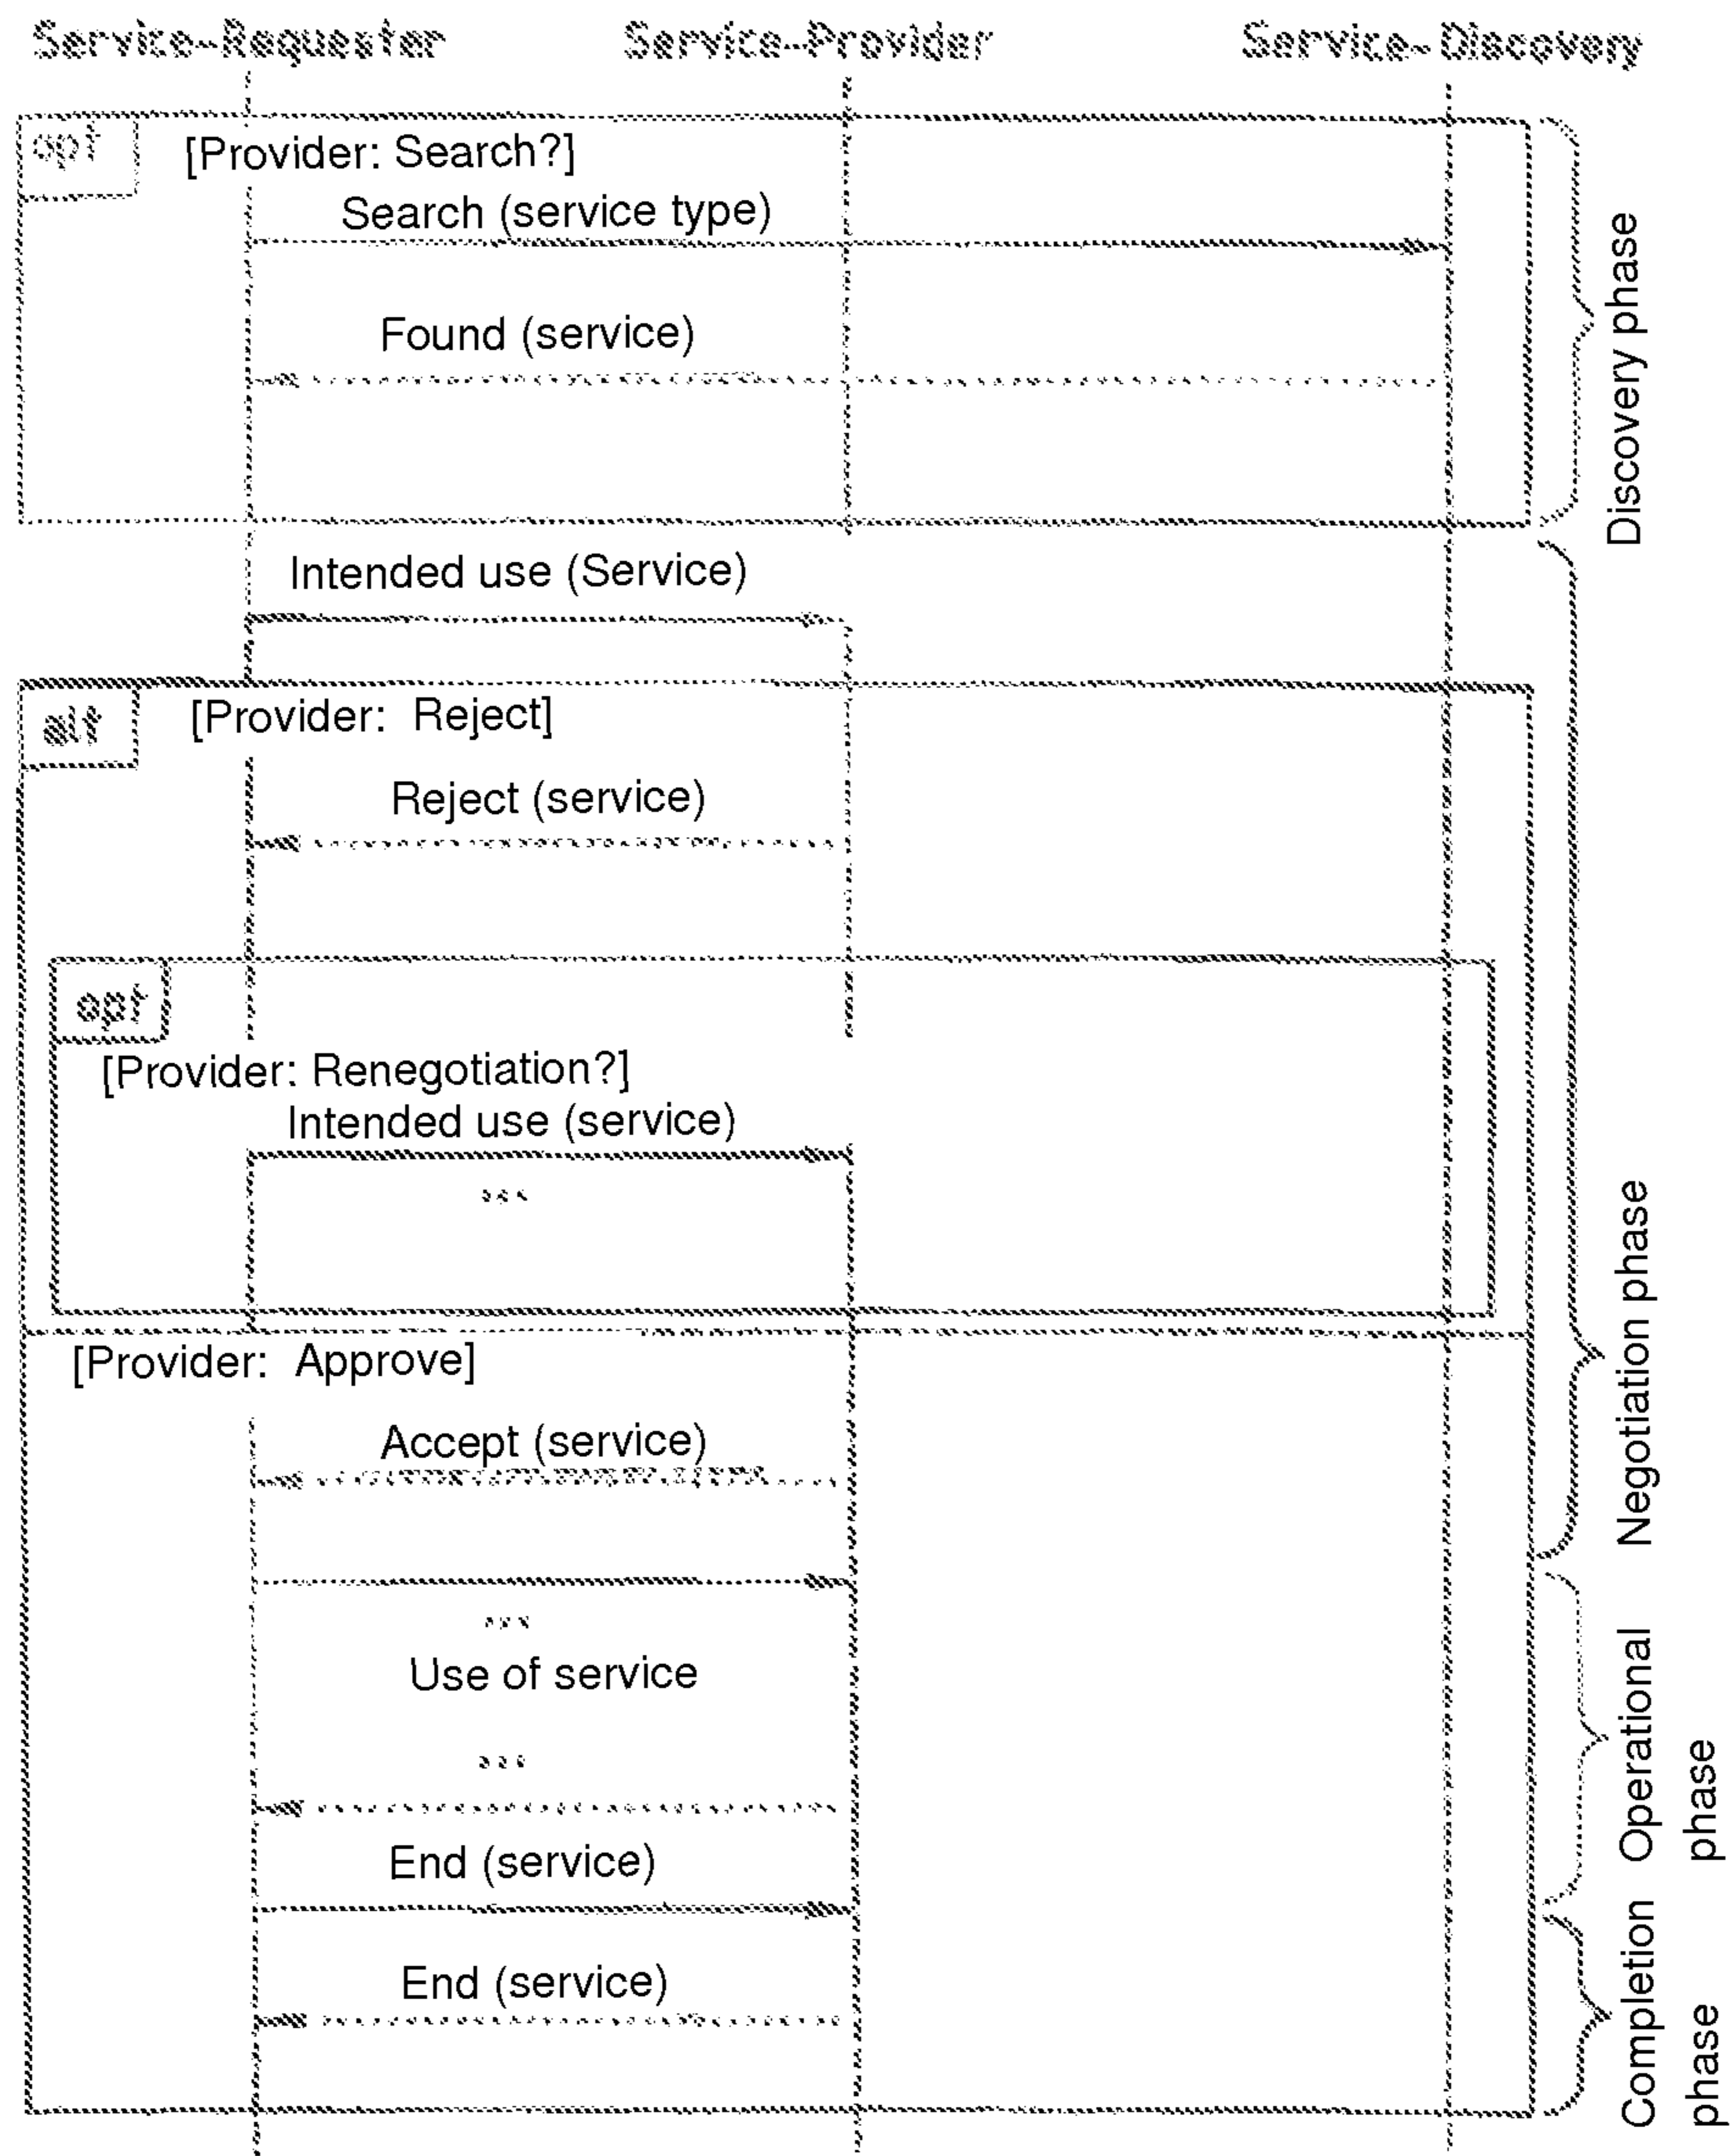 Service-Requester
Service-Provider
Service-Discovery
opt
[Provider: Search?]
Search (service type)
Found (service)
Discovery phase
Intended use (Service)
alt
[Provider: Reject]
Reject (service)
opt
[Provider: Renegotiation?]
Intended use (service)
...
Negotiation phase
[Provider: Approve]
Accept (service)
...
Use of service
...
Operational
phase
End (service)
End (service)
Completion
phase